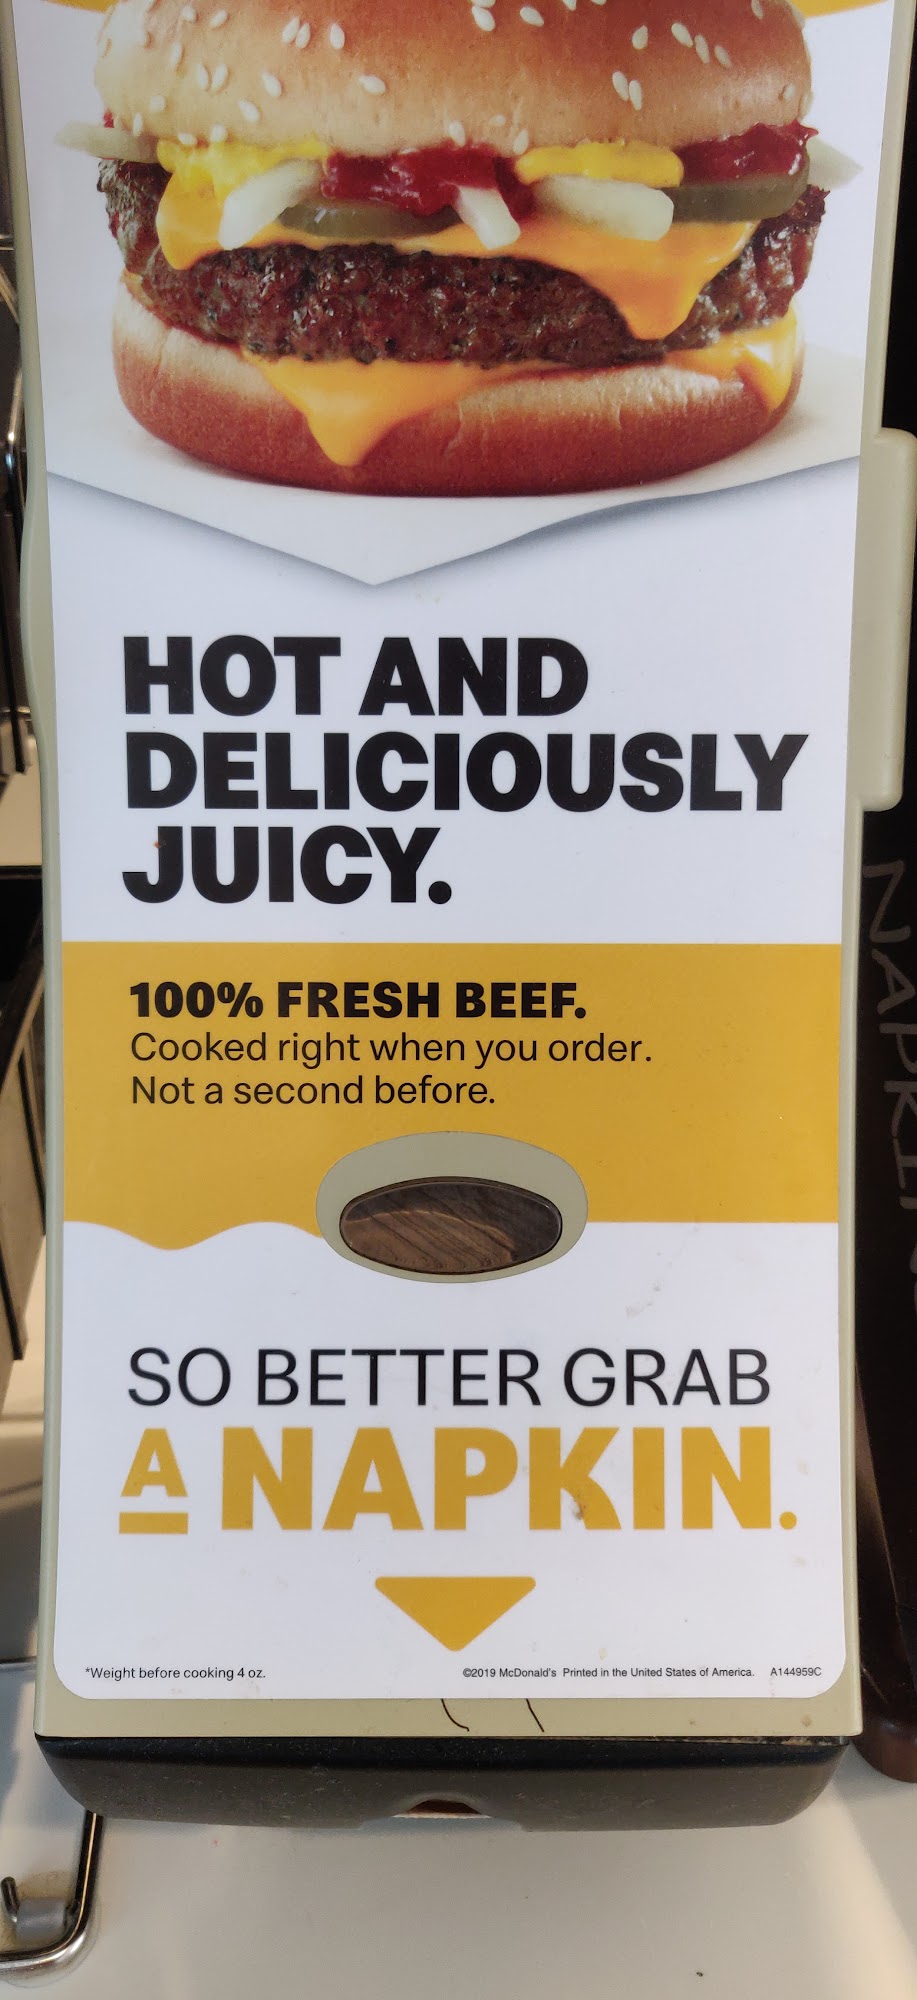 HOT AND
DELICIOUSLY
JUICY.
100% FRESH BEEF.
Cooked right when you order.
Not a second before.
SO BETTER GRAB
A NAPKIN.
*Weight before cooking 4 oz.
©2019 McDonald's Printed in the United States of America. A144959C